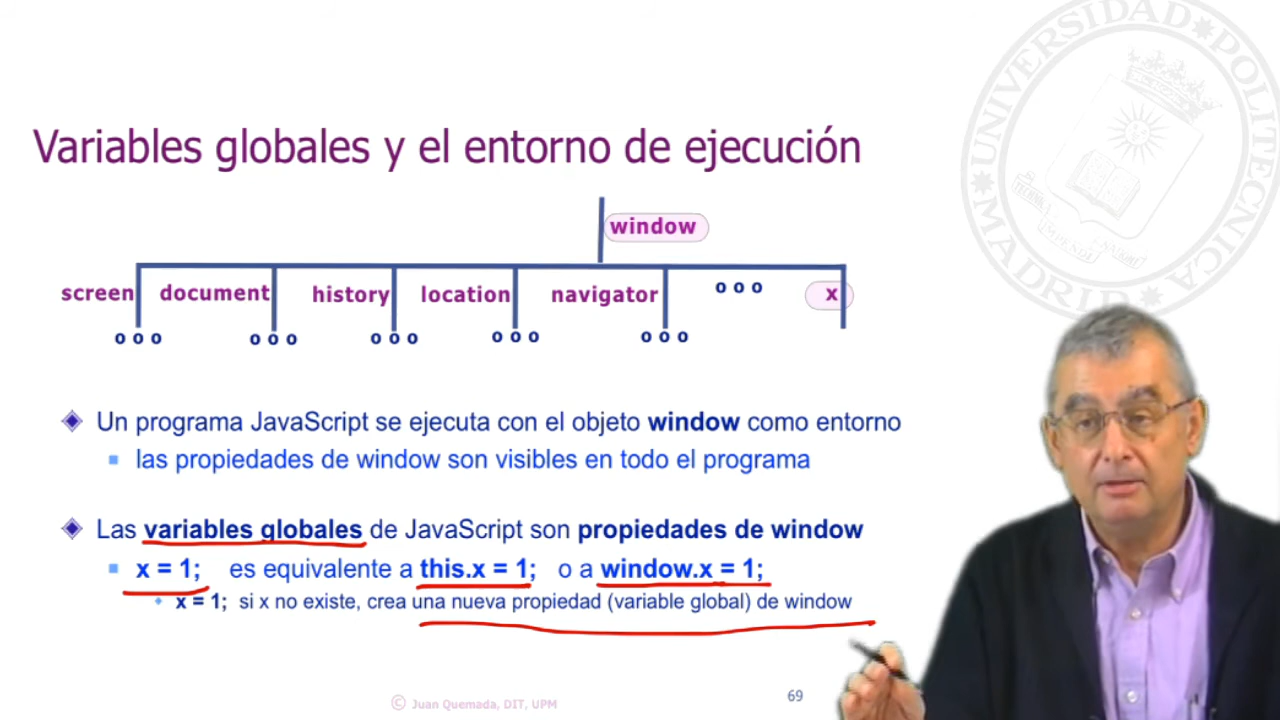 UNIVERSIDAD POLITECNICA
MADRID
Variables globales y el entorno de ejecución
window
screen document history location navigator o o o x
o o o o o o o o o o o o o o o
Un programa JavaScript se ejecuta con el objeto window como entorno
las propiedades de window son visibles en todo el programa
Las variables globales de JavaScript son propiedades de window
x = 1; es equivalente a this.x = 1; o a window.x = 1;
x = 1; si x no existe, crea una nueva propiedad (variable global) de window
© Juan Quemada, DIT, UPM
69